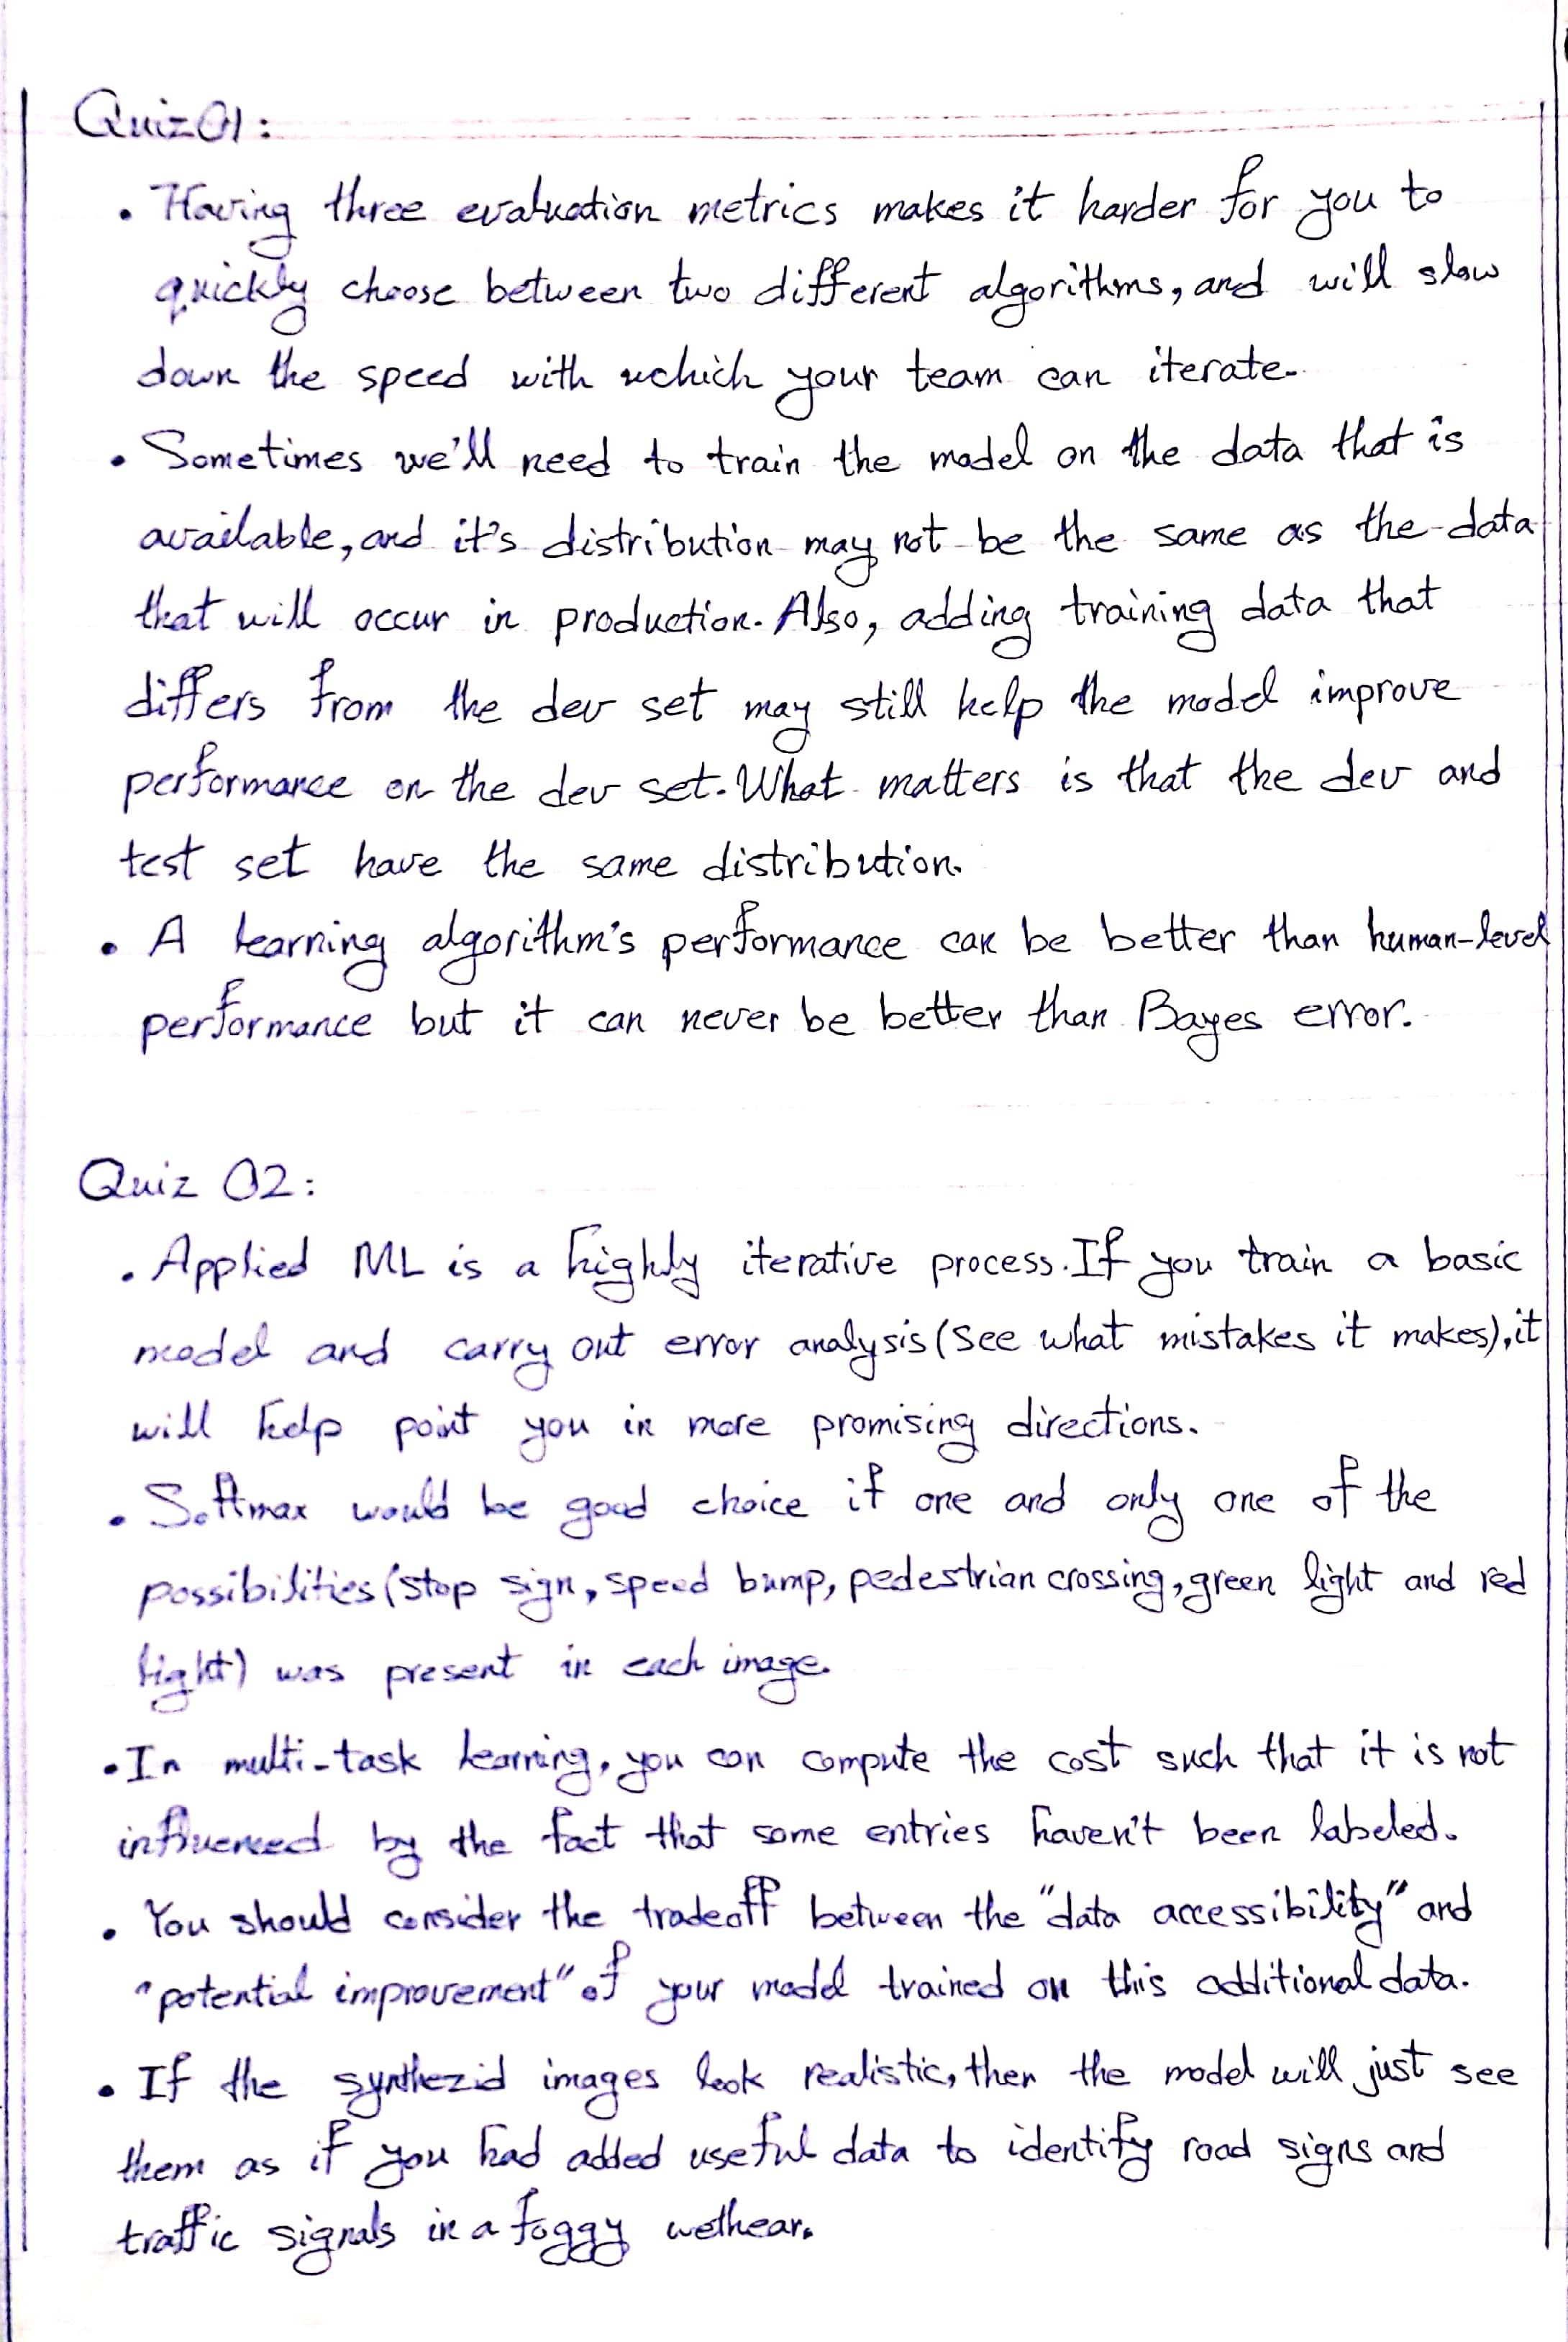 Quiz 01:
• Having three evaluation metrics makes it harder for you to
quickly choose between two different algorithms, and will slow
down the speed with which your team can iterate.
• Sometimes we'll need to train the model on the data that is
available, and it's distribution may not be the same as the data
that will occur in production. Also, adding training data that
differs from the dev set may still help the model improve
performance on the dev set. What matters is that the dev and
test set have the same distribution.
• A learning algorithm's performance can be better than human-level
performance but it can never be better than Bayes error.
Quiz 02:
• Applied ML is a highly iterative process. If you train a basic
model and carry out error analysis (see what mistakes it makes), it
will help point you in more promising directions.
• Softmax would be good choice if one and only one of the
possibilities (stop sign, speed bump, pedestrian crossing, green light and red
light) was present in each image.
• In multi-task learning, you can compute the cost such that it is not
influenced by the fact that some entries haven't been labeled.
• You should consider the tradeoff between the "data accessibility" and
"potential improvement" of your model trained on this additional data.
• If the synthezid images look realistic, then the model will just see
them as if you had added useful data to identify road signs and
traffic signals in a foggy wethear.